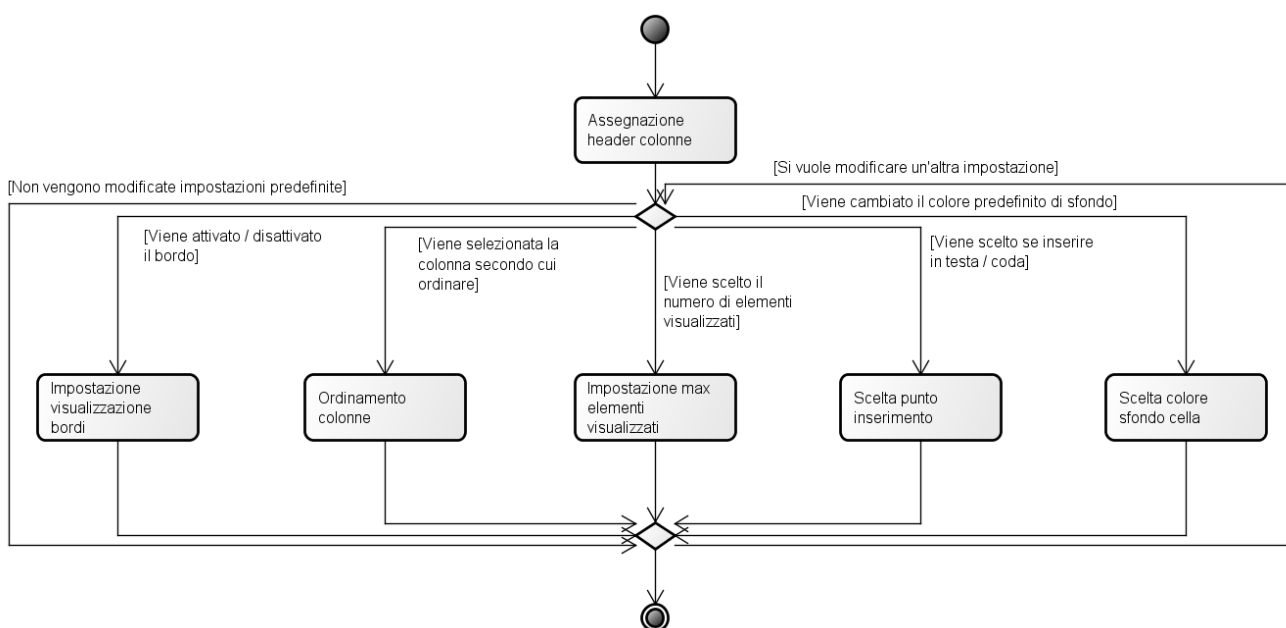 Assegnazione
header colonne
[Si vuole modificare un'altra impostazione]
[Non vengono modificate impostazioni predefinite]
[Viene cambiato il colore predefinito di sfondo]
[Viene attivato / disattivato
il bordo]
[Viene selezionata la
colonna secondo cui
ordinare]
[Viene scelto il
numero di elementi
visualizzati]
[Viene scelto se inserire
in testa / coda]
Impostazione
visualizzazione
bordi
Ordinamento
colonne
Impostazione max
elementi
visualizzati
Scelta punto
inserimento
Scelta colore
sfondo cella